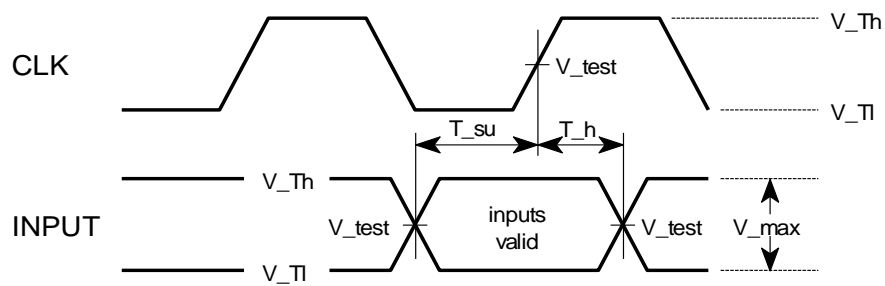 V_Th
CLK
V_test
V_Tl
T_su
T_h
V_Th
V_test
inputs
valid
V_test
V_max
INPUT
V_Tl